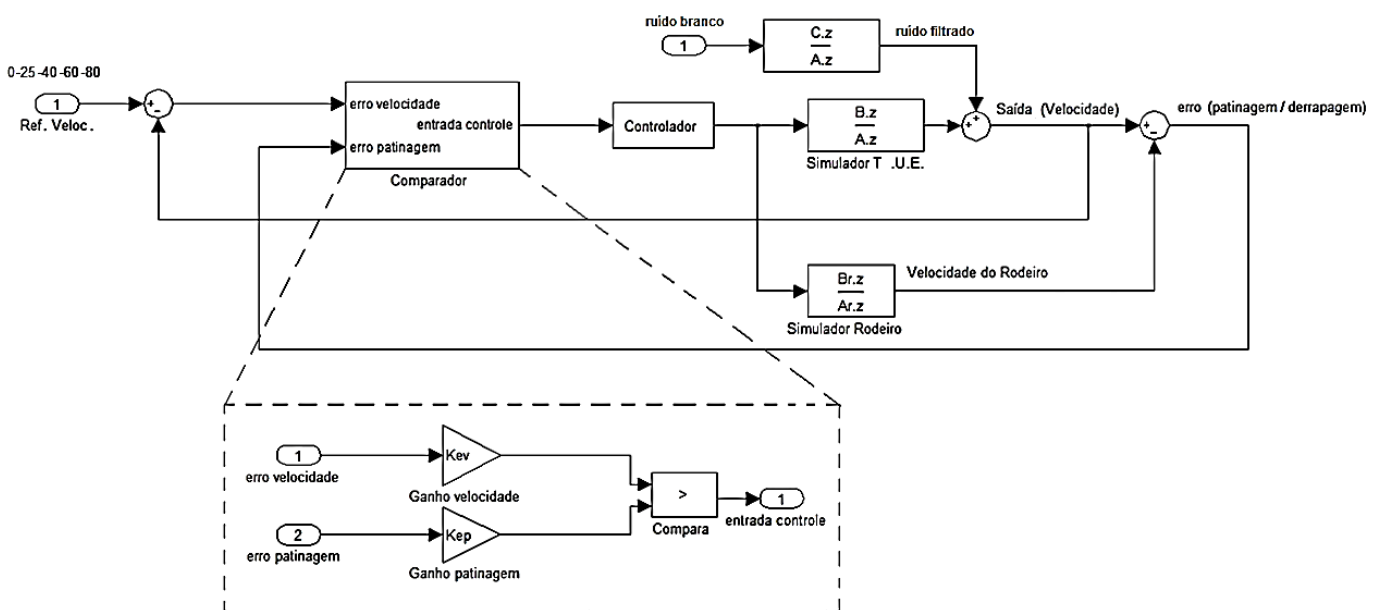 ruido branco
1
C.z
A.z
ruido filtrado
0-25-40-60-80
1
Ref. Veloc.
+
-
erro velocidade
entrada controle
erro patinagem
Comparador
Controlador
B.z
A.z
Simulador T .U.E.
+
+
Saída (Velocidade)
+
-
erro (patinagem / derrapagem)
Br.z
Ar.z
Simulador Rodeiro
Velocidade do Rodeiro
1
erro velocidade
Kev
Ganho velocidade
2
erro patinagem
Kep
Ganho patinagem
>
Compara
1
entrada controle